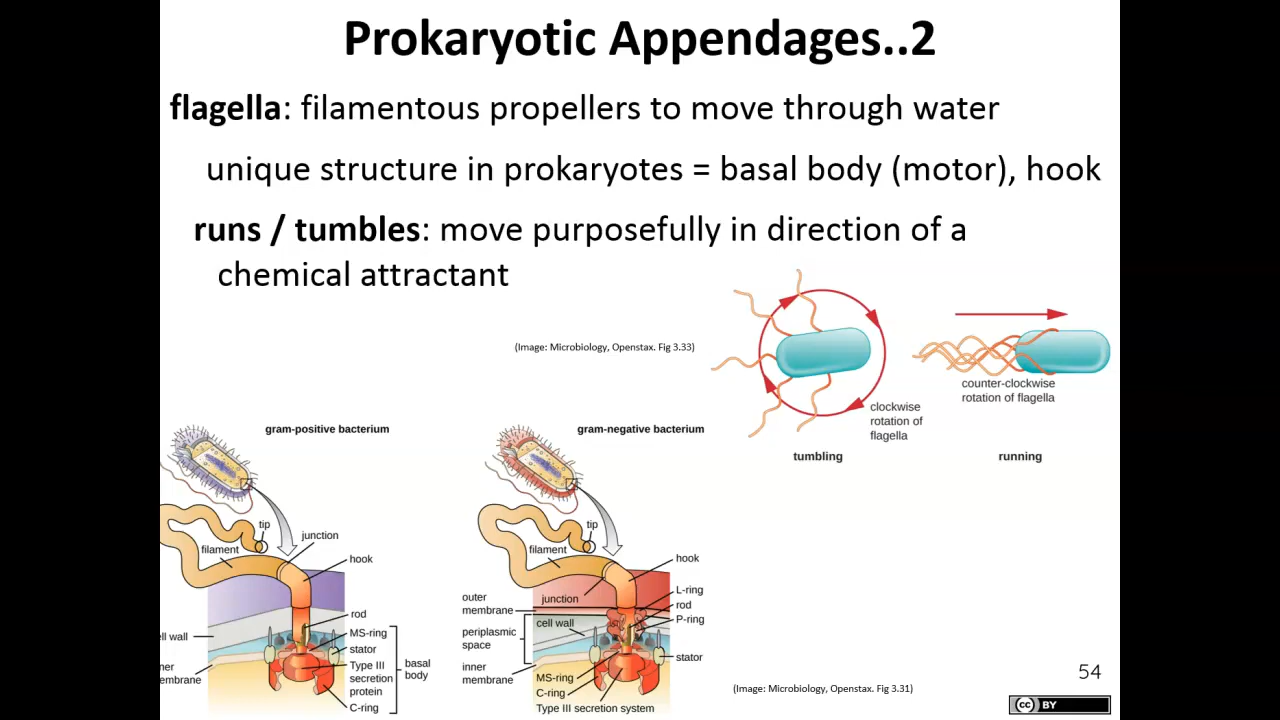 Prokaryotic Appendages..2
flagella: filamentous propellers to move through water
unique structure in prokaryotes = basal body (motor), hook
runs / tumbles: move purposefully in direction of a
chemical attractant
(Image: Microbiology, Openstax. Fig 3.33)
clockwise
rotation of
flagella
tumbling
counter-clockwise
rotation of flagella
running
gram-positive bacterium
tip
junction
filament
hook
rod
ell wall
MS-ring
stator
ner
embrane
Type III
secretion
protein
C-ring
basal
body
gram-negative bacterium
tip
filament
hook
junction
L-ring
outer
membrane
rod
P-ring
cell wall
periplasmic
space
stator
inner
membrane
MS-ring
C-ring
Type III secretion system
(Image: Microbiology, Openstax. Fig 3.31)
54
cc BY